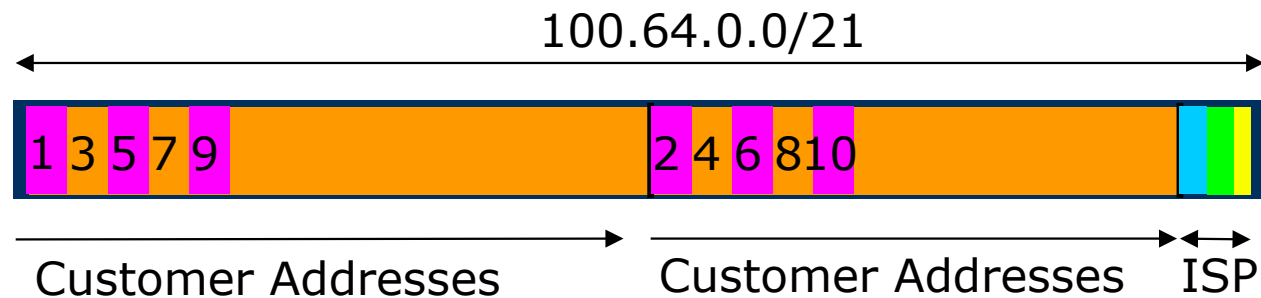 100.64.0.0/21
1 3 5 7 9 2 4 6 8 10
Customer Addresses Customer Addresses ISP